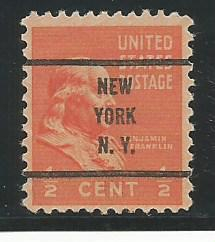 UNITED
STATES
POSTAGE
NEW
YORK
N. Y.
BENJAMIN
FRANKLIN
1/2 CENT 1/2